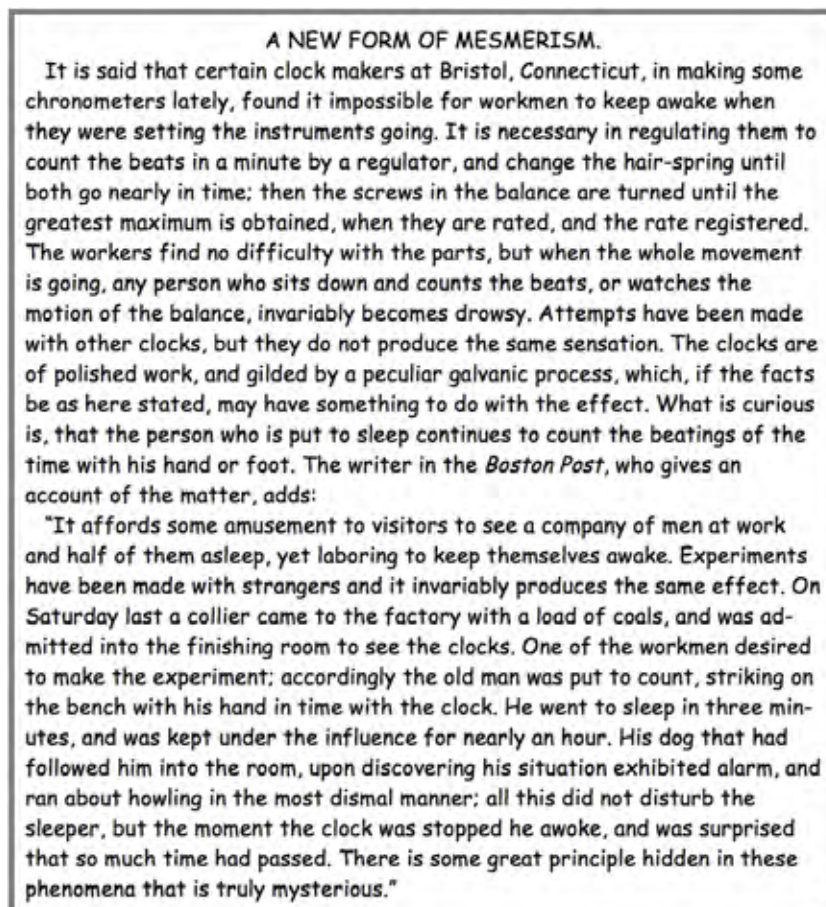 A NEW FORM OF MESMERISM.
It is said that certain clock makers at Bristol, Connecticut, in making some
chronometers lately, found it impossible for workmen to keep awake when
they were setting the instruments going. It is necessary in regulating them to
count the beats in a minute by a regulator, and change the hair-spring until
both go nearly in time; then the screws in the balance are turned until the
greatest maximum is obtained, when they are rated, and the rate registered.
The workers find no difficulty with the parts, but when the whole movement
is going, any person who sits down and counts the beats, or watches the
motion of the balance, invariably becomes drowsy. Attempts have been made
with other clocks, but they do not produce the same sensation. The clocks are
of polished work, and gilded by a peculiar galvanic process, which, if the facts
be as here stated, may have something to do with the effect. What is curious
is, that the person who is put to sleep continues to count the beatings of the
time with his hand or foot. The writer in the Boston Post, who gives an
account of the matter, adds:
"It affords some amusement to visitors to see a company of men at work
and half of them asleep, yet laboring to keep themselves awake. Experiments
have been made with strangers and it invariably produces the same effect. On
Saturday last a collier came to the factory with a load of coals, and was ad-
mitted into the finishing room to see the clocks. One of the workmen desired
to make the experiment; accordingly the old man was put to count, striking on
the bench with his hand in time with the clock. He went to sleep in three min-
utes, and was kept under the influence for nearly an hour. His dog that had
followed him into the room, upon discovering his situation exhibited alarm, and
ran about howling in the most dismal manner; all this did not disturb the
sleeper, but the moment the clock was stopped he awoke, and was surprised
that so much time had passed. There is some great principle hidden in these
phenomena that is truly mysterious."